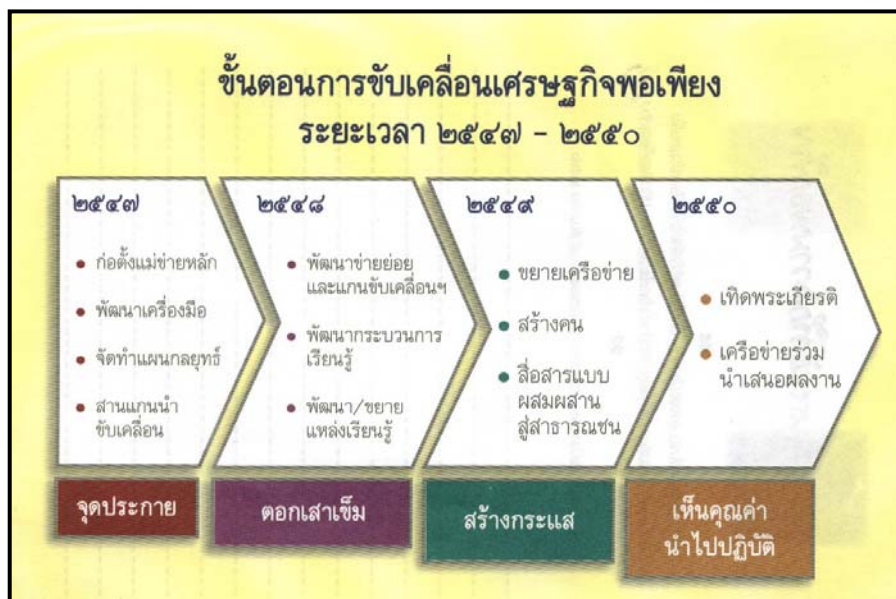 ขั้นตอนการขับเคลื่อนเศรษฐกิจพอเพียง
ระยะเวลา ๒๕๔๗ - ๒๕๕๐
๒๕๔๗
• ก่อตั้งแม่ข่ายหลัก
• พัฒนาเครื่องมือ
• จัดทำแผนกลยุทธ์
• สานแกนนำ
ขับเคลื่อน
จุดประกาย
๒๕๔๘
• พัฒนาข่ายย่อย
และแกนขับเคลื่อนฯ
• พัฒนากระบวนการ
เรียนรู้
• พัฒนา/ขยาย
แหล่งเรียนรู้
ตอกเสาเข็ม
๒๕๔๙
• ขยายเครือข่าย
• สร้างคน
• สื่อสารแบบ
ผสมผสาน
สู่สาธารณชน
สร้างกระแส
๒๕๕๐
• เทิดพระเกียรติ
• เครือข่ายร่วม
นำเสนอผลงาน
เห็นคุณค่า
นำไปปฏิบัติ